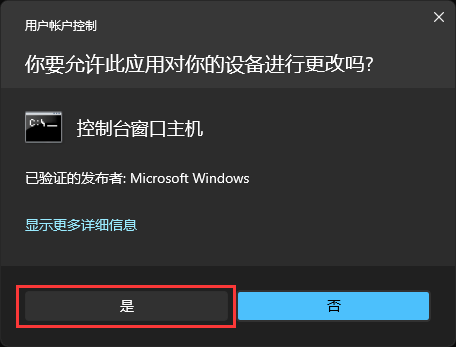 用户帐户控制
你要允许此应用对你的设备进行更改吗?
C:\_
控制台窗口主机
已验证的发布者: Microsoft Windows
显示更多详细信息
是
否